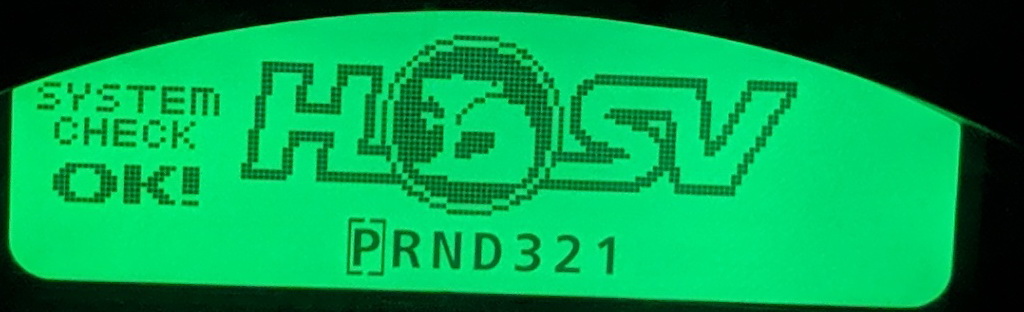 SYSTEM
CHECK
OK!
HSV
PRND321